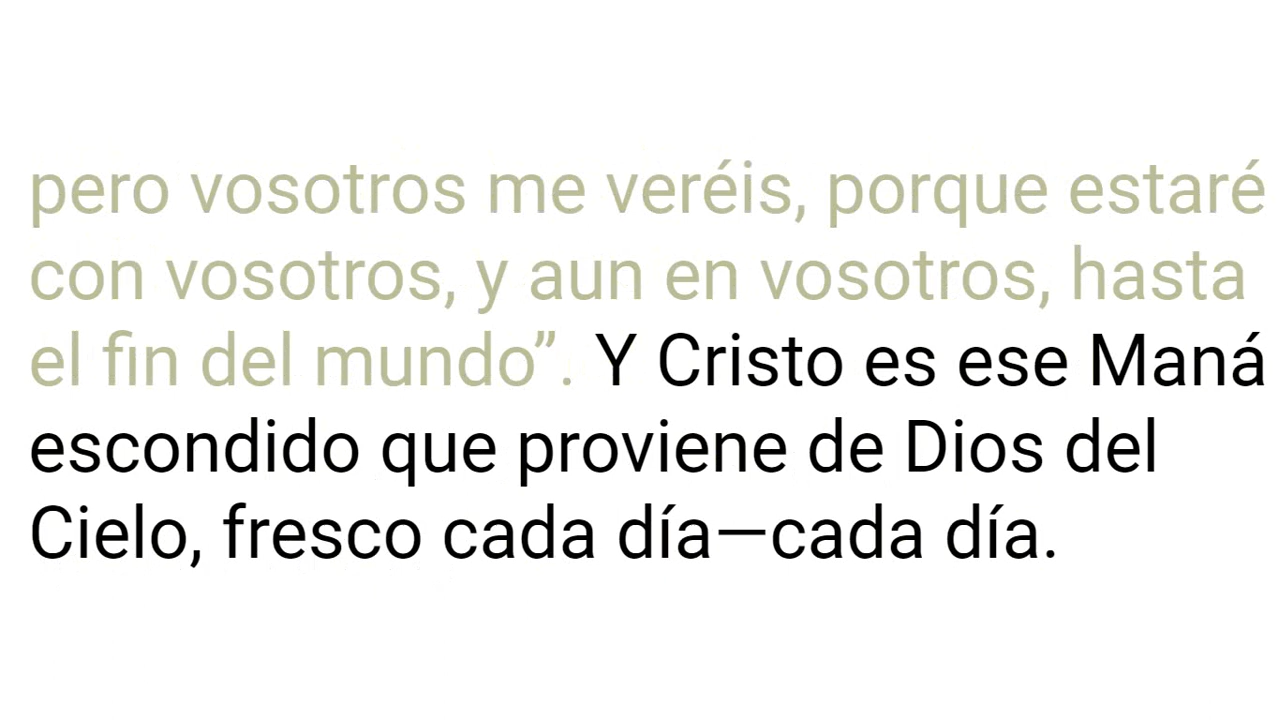 pero vosotros me veréis, porque estaré
con vosotros, y aun en vosotros, hasta
el fin del mundo”. Y Cristo es ese Maná
escondido que proviene de Dios del
Cielo, fresco cada día—cada día.